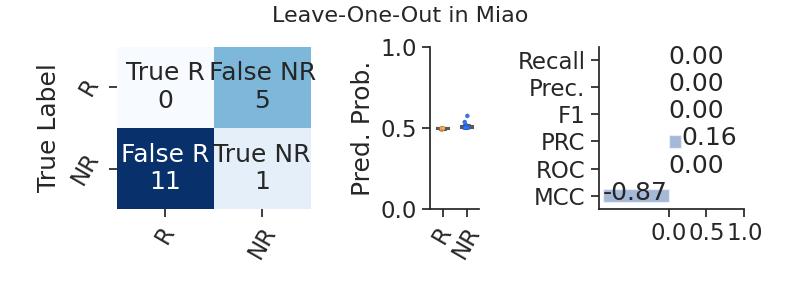 Leave-One-Out in Miao
True Label
R
NR
True R
0
False NR
5
False R
11
True NR
1
R
NR
Pred. Prob.
1.0
0.5
0.0
R
NR
Recall
0.00
Prec.
0.00
F1
0.00
PRC
0.16
ROC
0.00
MCC
-0.87
0.0
0.5
1.0